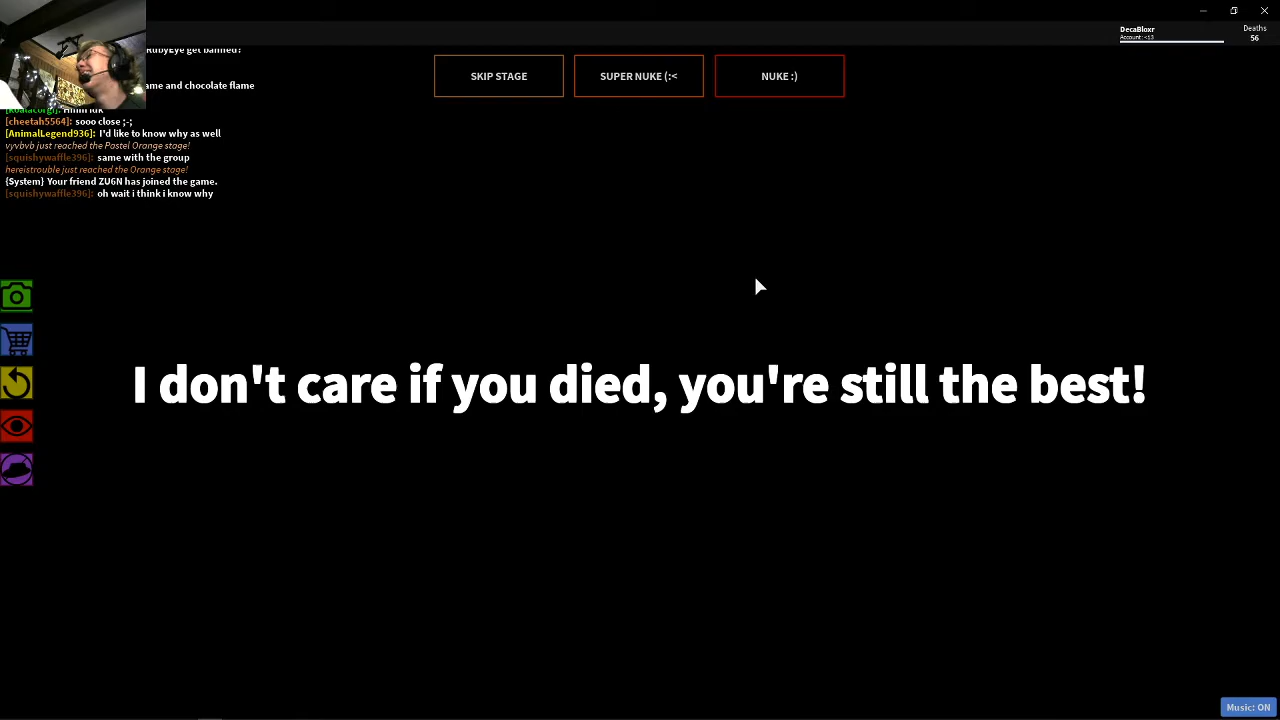 DecaBloxr
Account: <13
Deaths
56
RubyEye get banned?
SKIP STAGE
SUPER NUKE (:<
NUKE :)
ame and chocolate flame
[cheetah5564]: sooo close ;-;
[AnimalLegend936]: I'd like to know why as well
vyvbvb just reached the Pastel Orange stage!
[squishywaffle396]: same with the group
hereistrouble just reached the Orange stage!
{System} Your friend ZU6N has joined the game.
[squishywaffle396]: oh wait i think i know why
I don't care if you died, you're still the best!
Music: ON